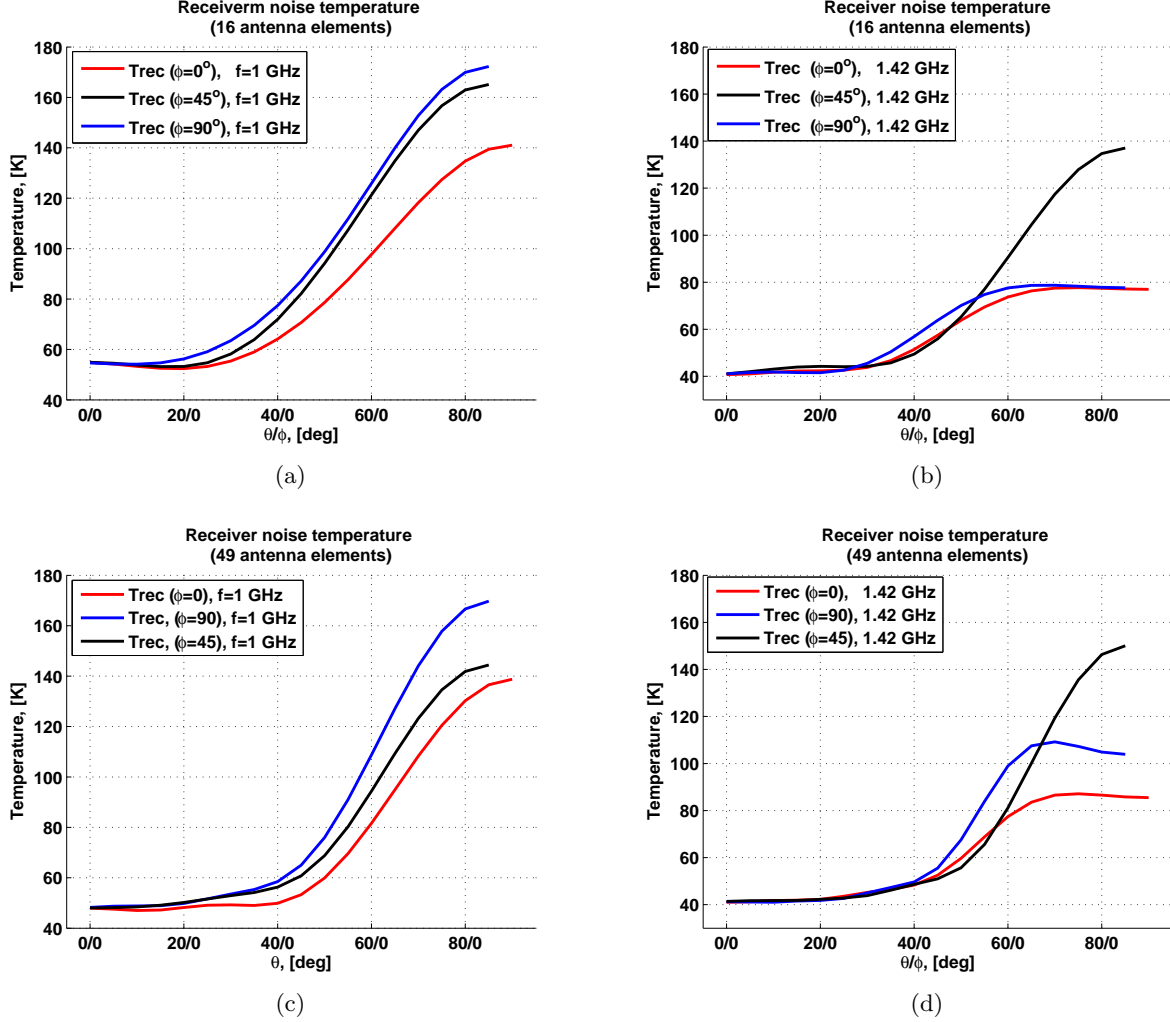 Receiverm noise temperature
(16 antenna elements)
180
160
140
120
100
80
60
40
Temperature, [K]
Trec (ϕ=0°), f=1 GHz
Trec (ϕ=45°), f=1 GHz
Trec (ϕ=90°), f=1 GHz
0/0 20/0 40/0 60/0 80/0
θ/ϕ, [deg]
(a)
Receiver noise temperature
(16 antenna elements)
180
160
140
120
100
80
60
40
Temperature, [K]
Trec (ϕ=0°), 1.42 GHz
Trec (ϕ=45°), 1.42 GHz
Trec (ϕ=90°), 1.42 GHz
0/0 20/0 40/0 60/0 80/0
θ/ϕ, [deg]
(b)
Receiver noise temperature
(49 antenna elements)
180
160
140
120
100
80
60
40
Temperature, [K]
Trec (ϕ=0), f=1 GHz
Trec, (ϕ=90), f=1 GHz
Trec, (ϕ=45), f=1 GHz
0/0 20/0 40/0 60/0 80/0
θ, [deg]
(c)
Receiver noise temperature
(49 antenna elements)
180
160
140
120
100
80
60
40
Temperature, [K]
Trec (ϕ=0), 1.42 GHz
Trec (ϕ=90), 1.42 GHz
Trec (ϕ=45), 1.42 GHz
0/0 20/0 40/0 60/0 80/0
θ/ϕ, [deg]
(d)